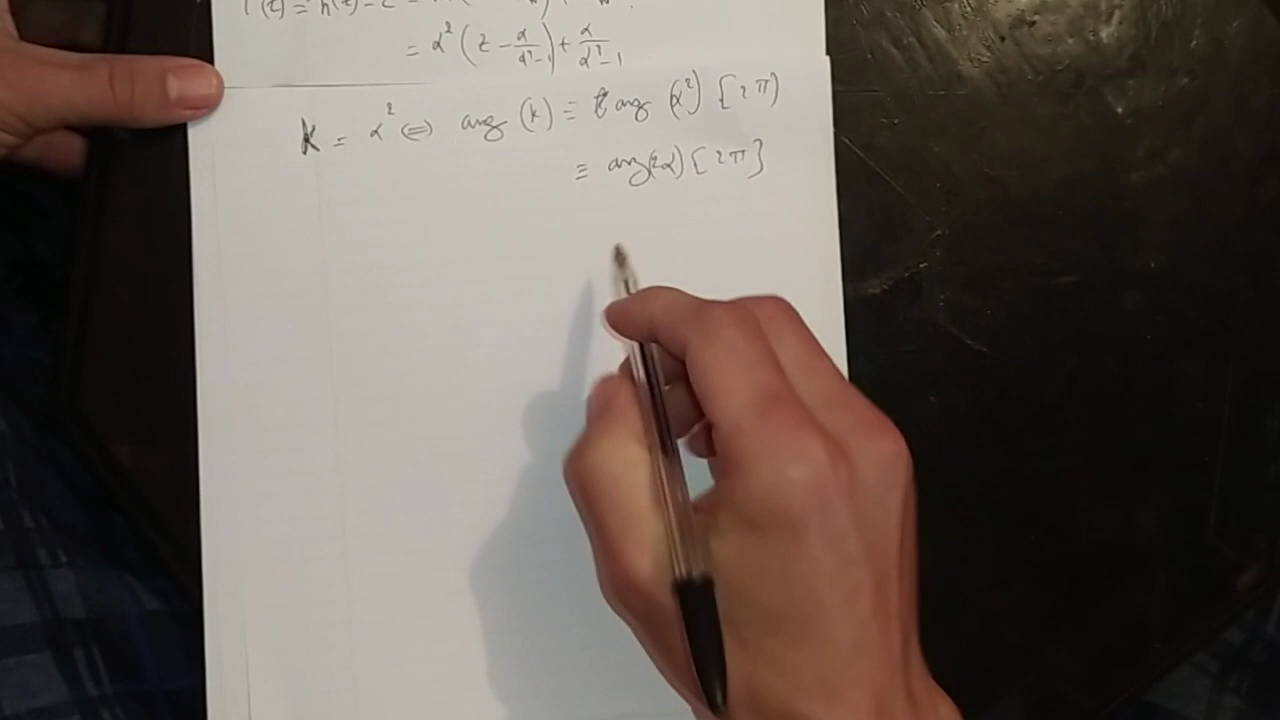 = α² (z - α/(α²-1)) + α/(α²-1)
k = α² ⇔ arg (k) ≡ arg (α²) [2π]
≡ arg(2α) [2π]